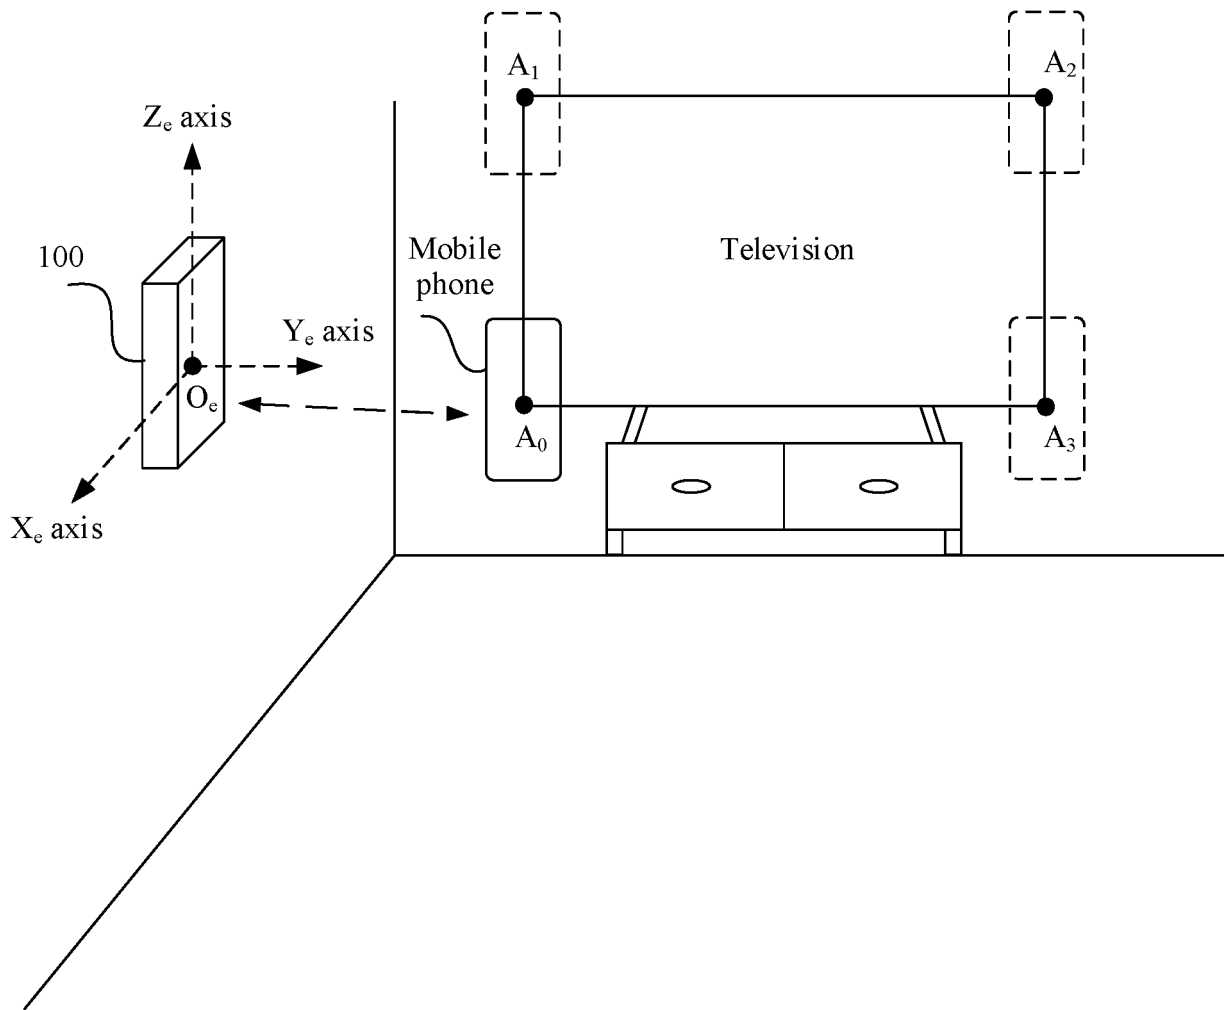 A₁
A₂
Zₑ axis
100
Mobile
phone
Television
Yₑ axis
Oₑ
A₀
A₃
Xₑ axis